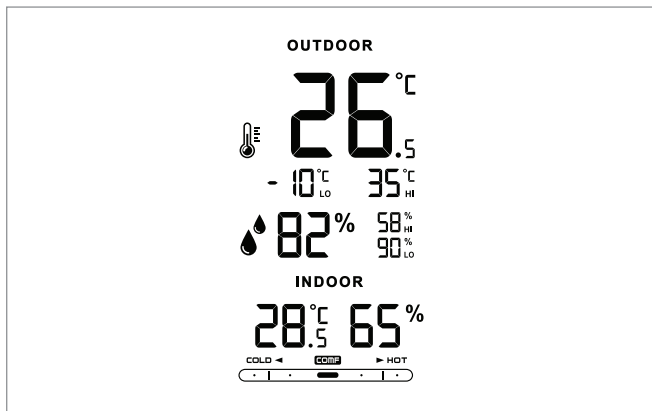 OUTDOOR
26.5°C
-10°C LO 35°C HI
82% 58% HI
90% LO
INDOOR
28.5°C 65%
COLD ◄ COMF ► HOT